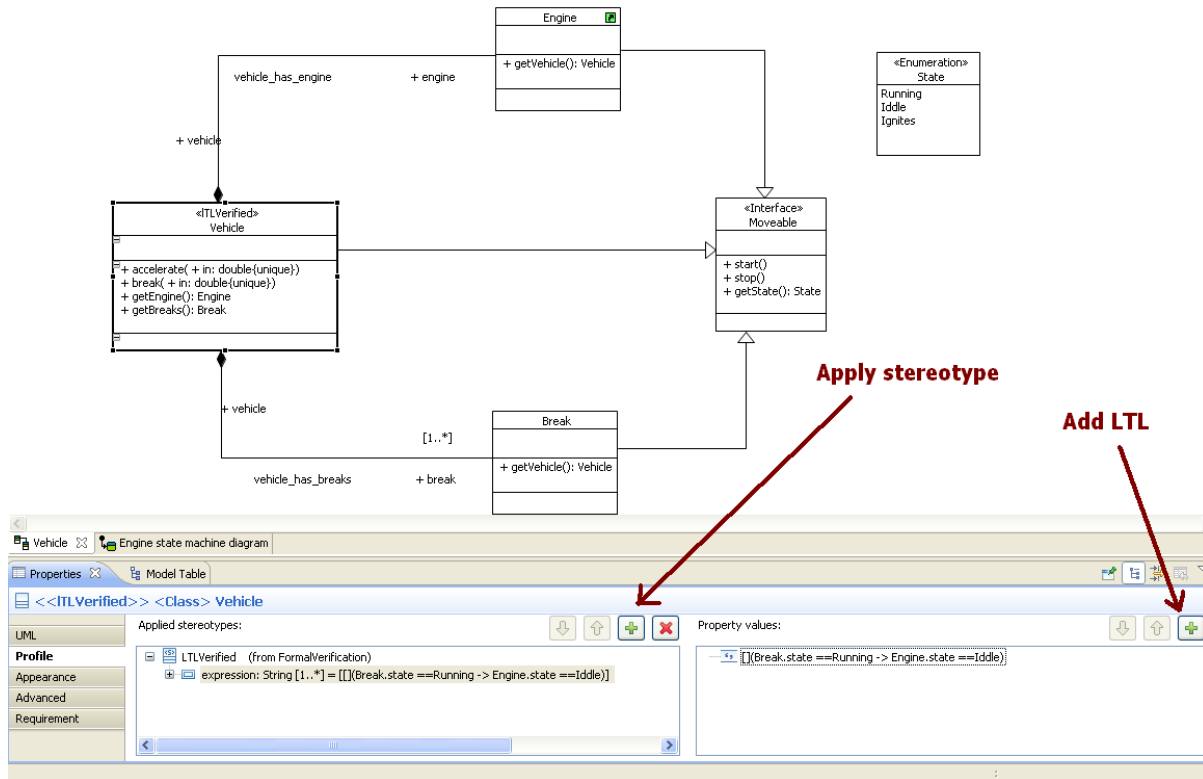 Engine
+ getVehicle(): Vehicle
vehicle_has_engine
+ engine
+ vehicle
«Enumeration»
State
Running
Iddle
Ignites
«lTLVerified»
Vehicle
+ accelerate( + in: double{unique})
+ break( + in: double{unique})
+ getEngine(): Engine
+ getBreaks(): Break
«Interface»
Moveable
+ start()
+ stop()
+ getState(): State
+ vehicle
[1..*]
vehicle_has_breaks
+ break
Break
+ getVehicle(): Vehicle
Apply stereotype
Add LTL
Vehicle
Engine state machine diagram
Properties
Model Table
<<lTLVerified>> <Class> Vehicle
UML
Profile
Appearance
Advanced
Requirement
Applied stereotypes:
LTLVerified (from FormalVerification)
expression: String [1..*] = [[](Break.state ==Running -> Engine.state ==Iddle)]
Property values:
[](Break.state ==Running -> Engine.state ==Iddle)